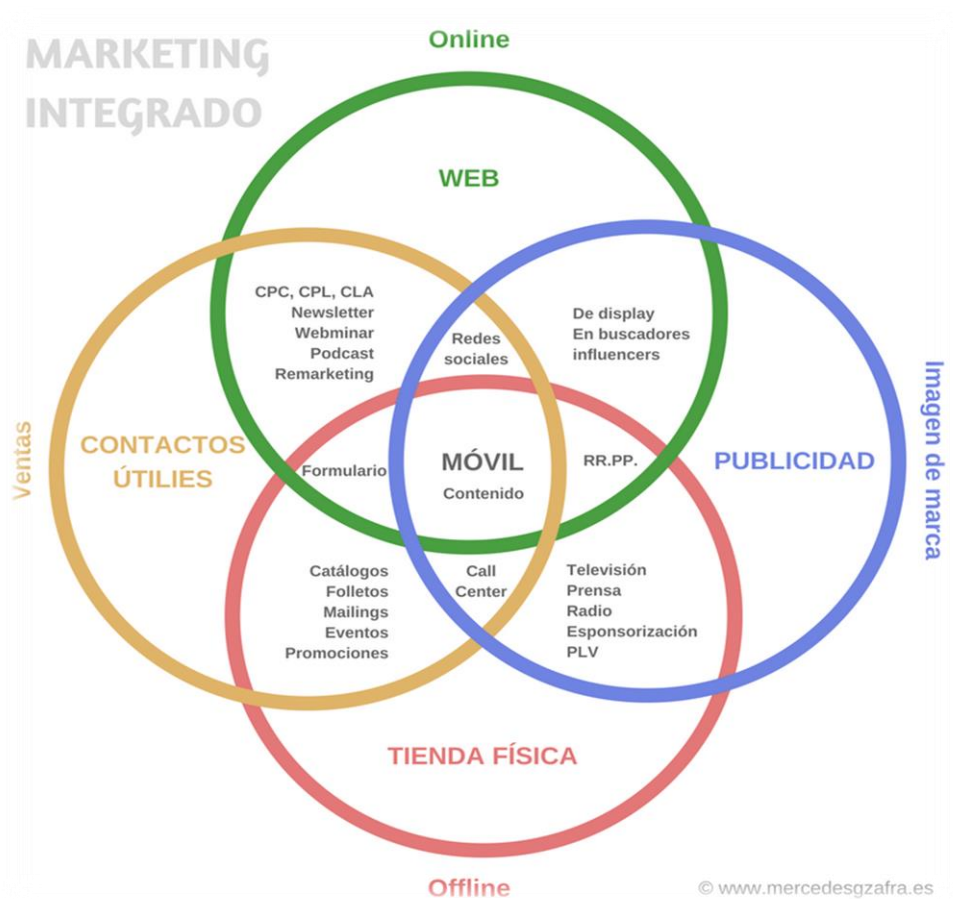 MARKETING
INTEGRADO
Online
WEB
CPC, CPL, CLA
Newsletter
Webminar
Podcast
Remarketing
Redes
sociales
De display
En buscadores
influencers
Ventas
CONTACTOS
ÚTILIES
Formulario
MÓVIL
Contenido
RR.PP.
PUBLICIDAD
Imagen de marca
Catálogos
Folletos
Mailings
Eventos
Promociones
Call
Center
Televisión
Prensa
Radio
Esponsorización
PLV
TIENDA FÍSICA
Offline
© www.mercedesgzafra.es